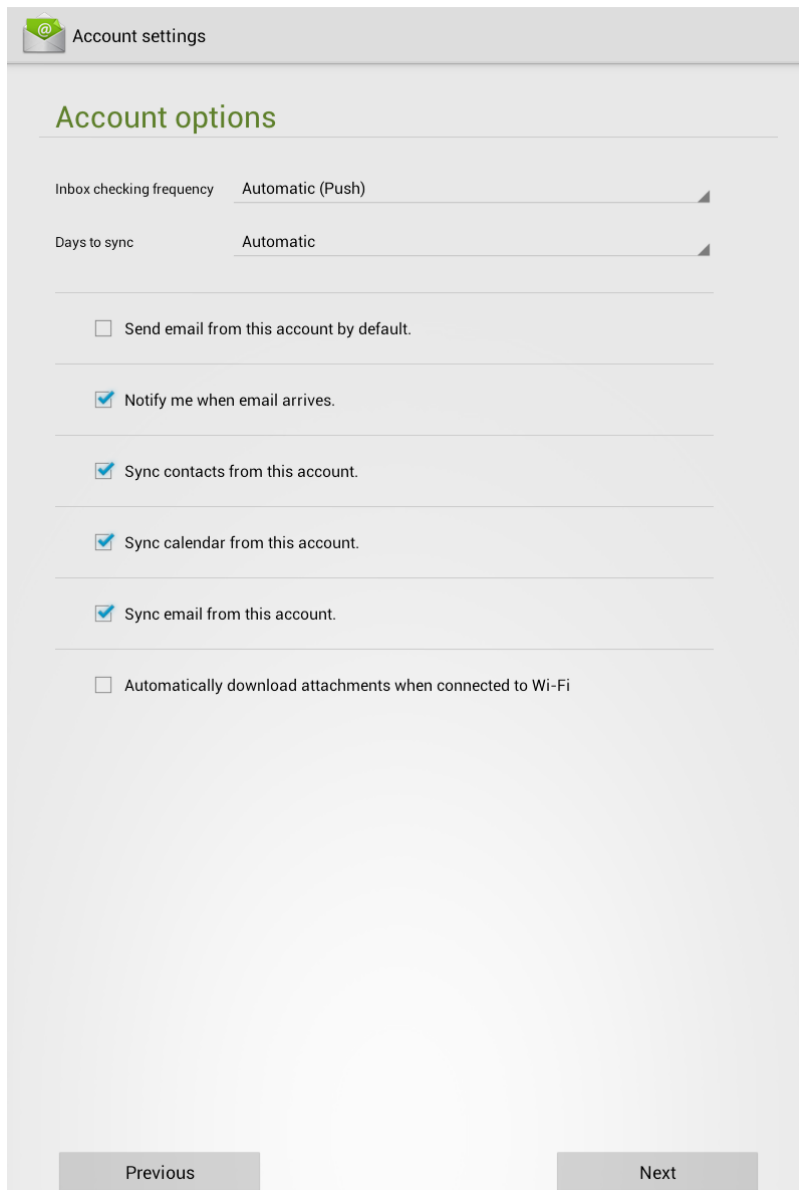 Account settings
Account options
Inbox checking frequency Automatic (Push)
Days to sync Automatic
Send email from this account by default.
Notify me when email arrives.
Sync contacts from this account.
Sync calendar from this account.
Sync email from this account.
Automatically download attachments when connected to Wi-Fi
Previous Next